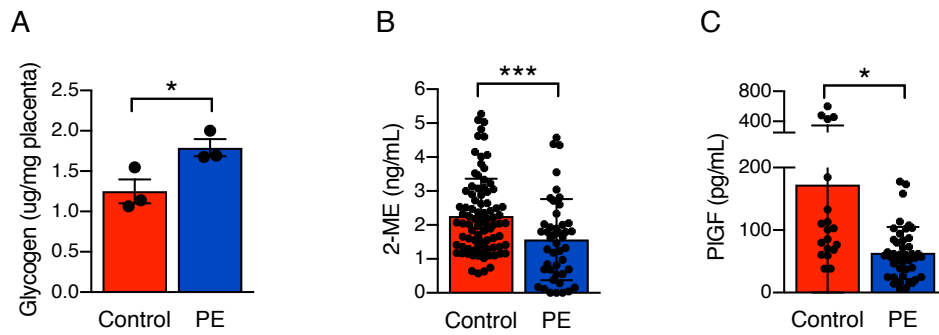 A
Glycogen (ug/mg placenta)
2.5
2.0
1.5
1.0
0.5
0.0
*
Control PE
B
2-ME (ng/mL)
6
5
4
3
2
1
0
***
Control PE
C
PlGF (pg/mL)
800
400
200
100
0
*
Control PE